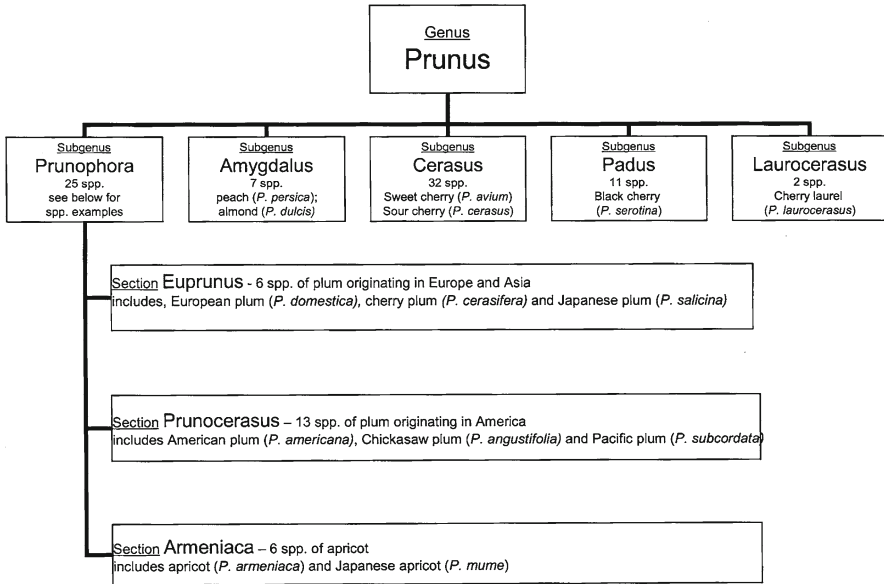 Genus
Prunus
Subgenus
Prunophora
25 spp.
see below for
spp. examples
Subgenus
Amygdalus
7 spp.
peach (P. persica);
almond (P. dulcis)
Subgenus
Cerasus
32 spp.
Sweet cherry (P. avium)
Sour cherry (P. cerasus)
Subgenus
Padus
11 spp.
Black cherry
(P. serotina)
Subgenus
Laurocerasus
2 spp.
Cherry laurel
(P. laurocerasus)
Section Euprunus - 6 spp. of plum originating in Europe and Asia
includes, European plum (P. domestica), cherry plum (P. cerasifera) and Japanese plum (P. salicina)
Section Prunocerasus – 13 spp. of plum originating in America
includes American plum (P. americana), Chickasaw plum (P. angustifolia) and Pacific plum (P. subcordata)
Section Armeniaca – 6 spp. of apricot
includes apricot (P. armeniaca) and Japanese apricot (P. mume)